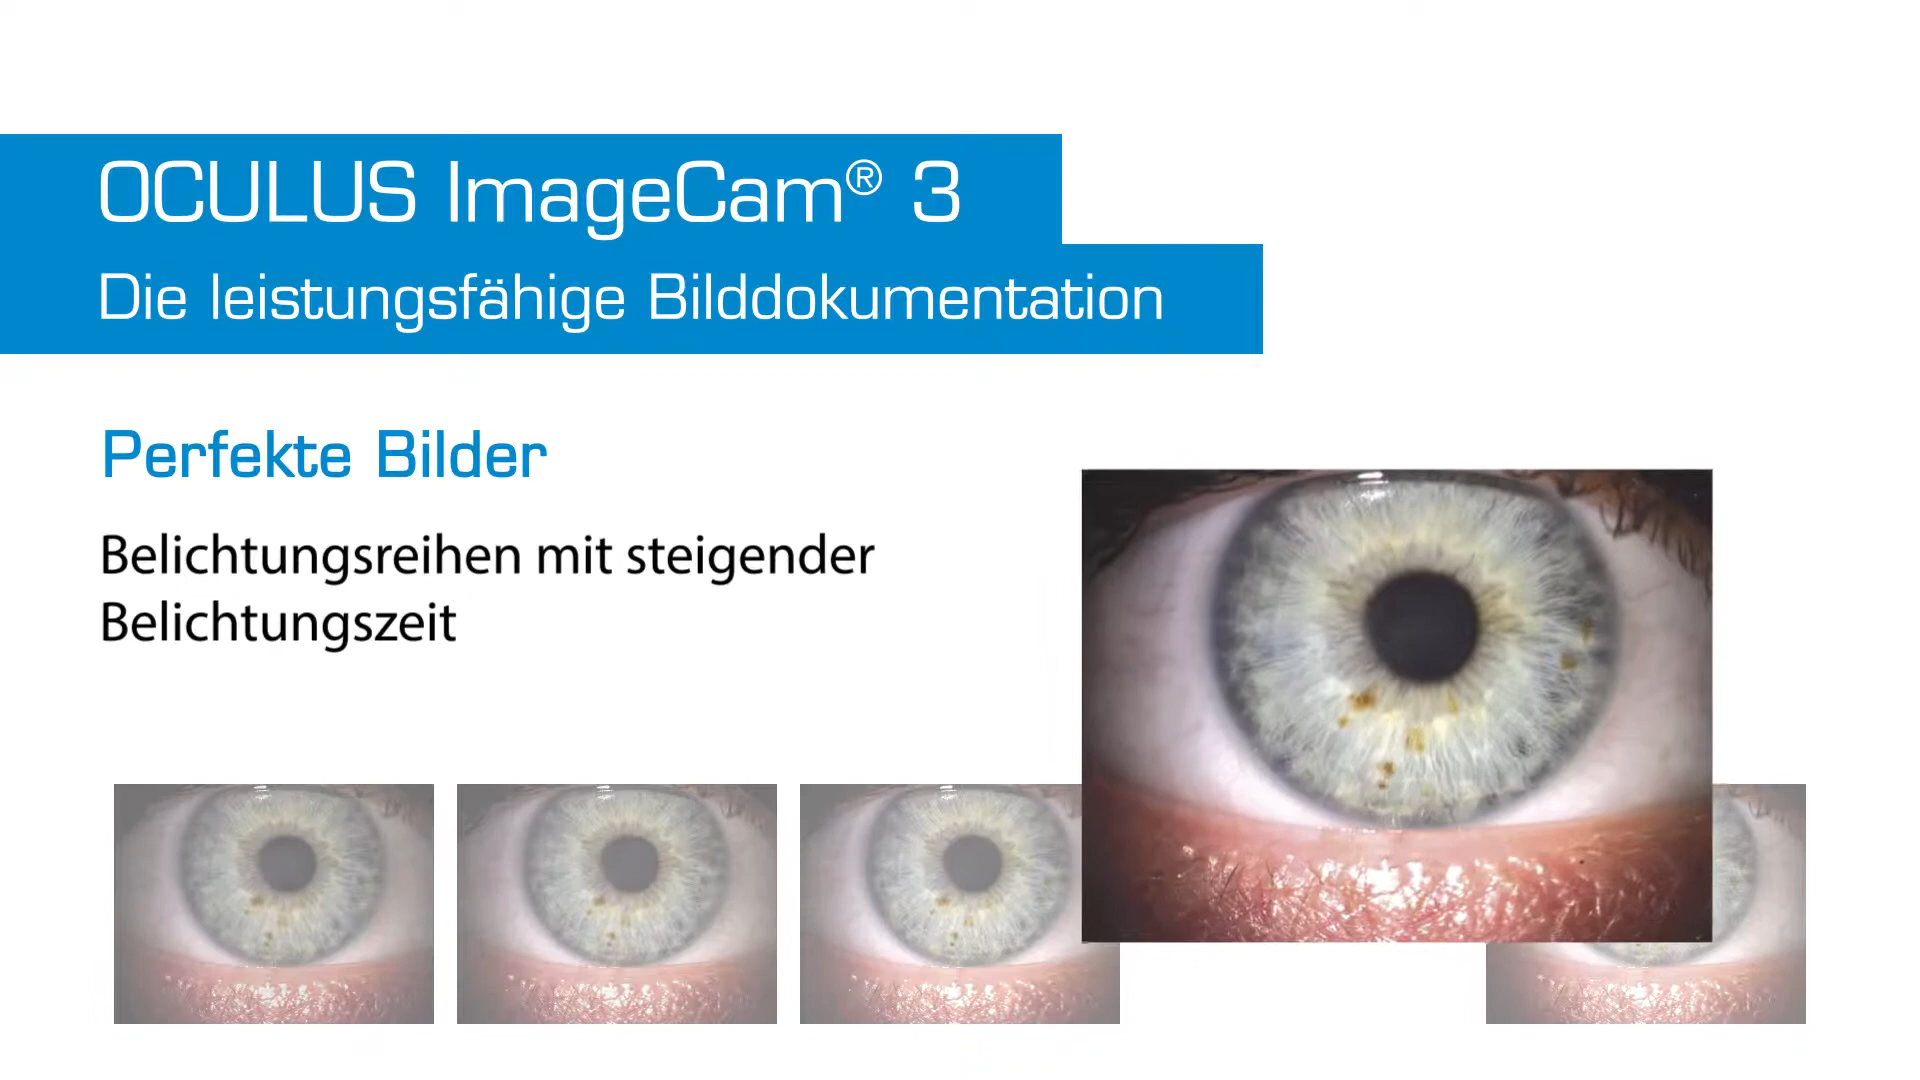 OCULUS ImageCam® 3
Die leistungsfähige Bilddokumentation
Perfekte Bilder
Belichtungsreihen mit steigender
Belichtungszeit